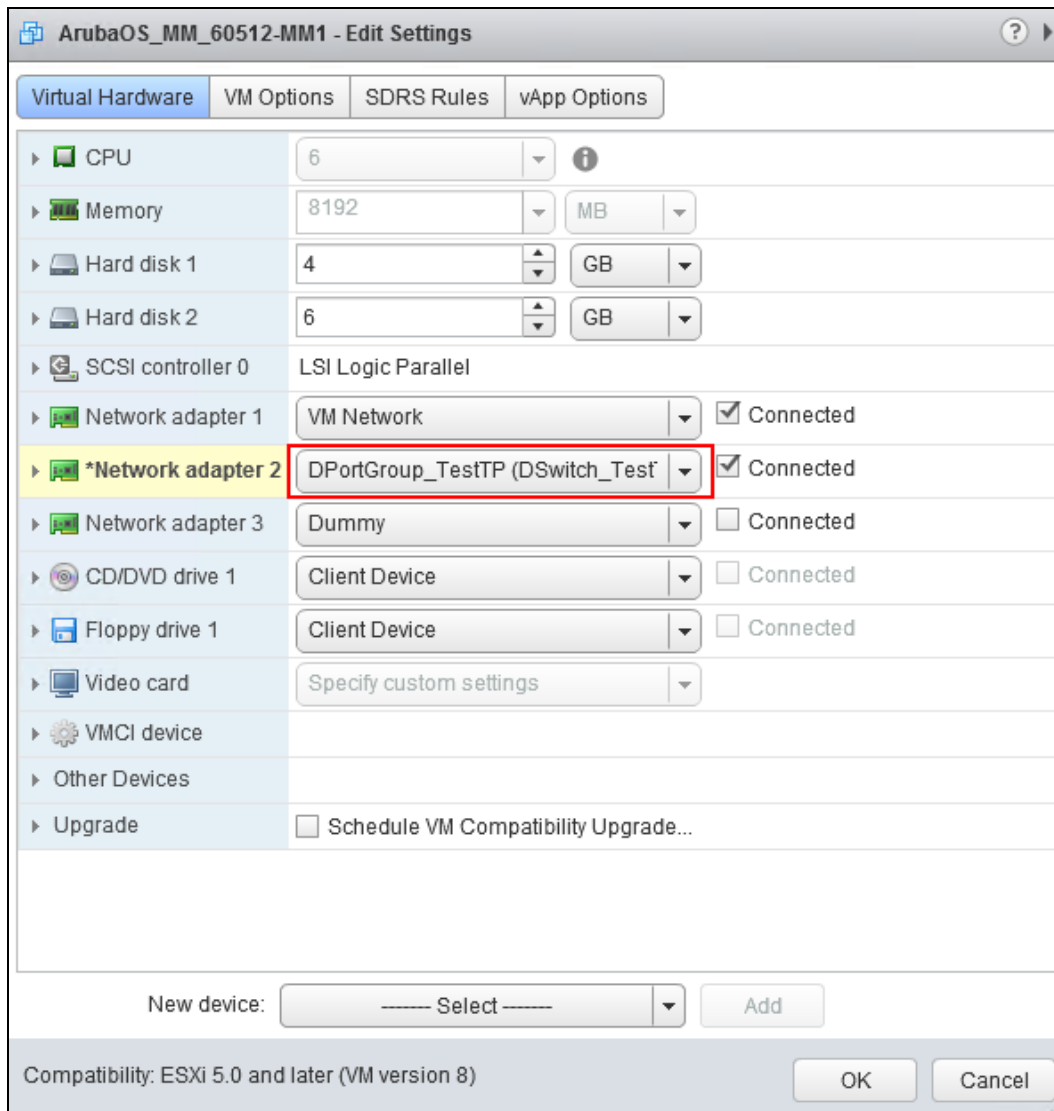 ArubaOS_MM_60512-MM1 - Edit Settings ?
Virtual Hardware VM Options SDRS Rules vApp Options
CPU 6
Memory 8192 MB
Hard disk 1 4 GB
Hard disk 2 6 GB
SCSI controller 0 LSI Logic Parallel
Network adapter 1 VM Network Connected
*Network adapter 2 DPortGroup_TestTP (DSwitch_Test Connected
Network adapter 3 Dummy Connected
CD/DVD drive 1 Client Device Connected
Floppy drive 1 Client Device Connected
Video card Specify custom settings
VMCI device
Other Devices
Upgrade Schedule VM Compatibility Upgrade...
New device: ------- Select ------- Add
Compatibility: ESXi 5.0 and later (VM version 8) OK Cancel